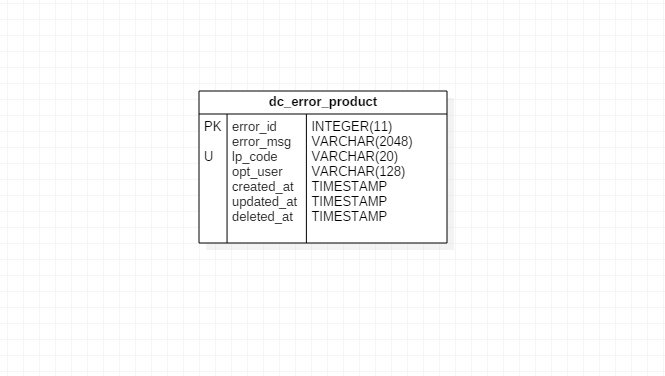 dc_error_product
PK error_id INTEGER(11)
error_msg VARCHAR(2048)
U lp_code VARCHAR(20)
opt_user VARCHAR(128)
created_at TIMESTAMP
updated_at TIMESTAMP
deleted_at TIMESTAMP